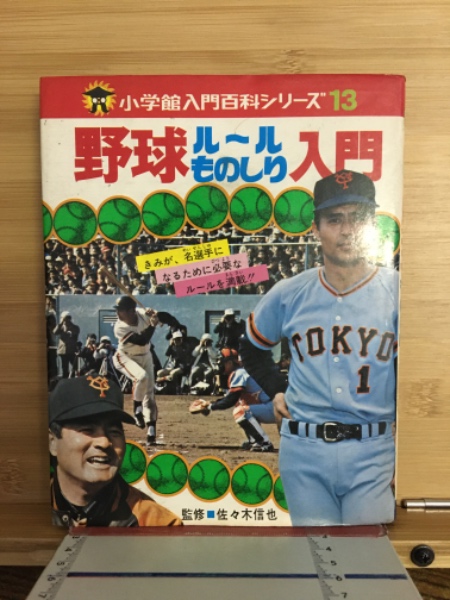 小学館入門百科シリーズ 13
野球ルールものしり入門
きみが、名選手に
なるために必要な
ルールを満載!!
TOKYO
1
監修■佐々木信也